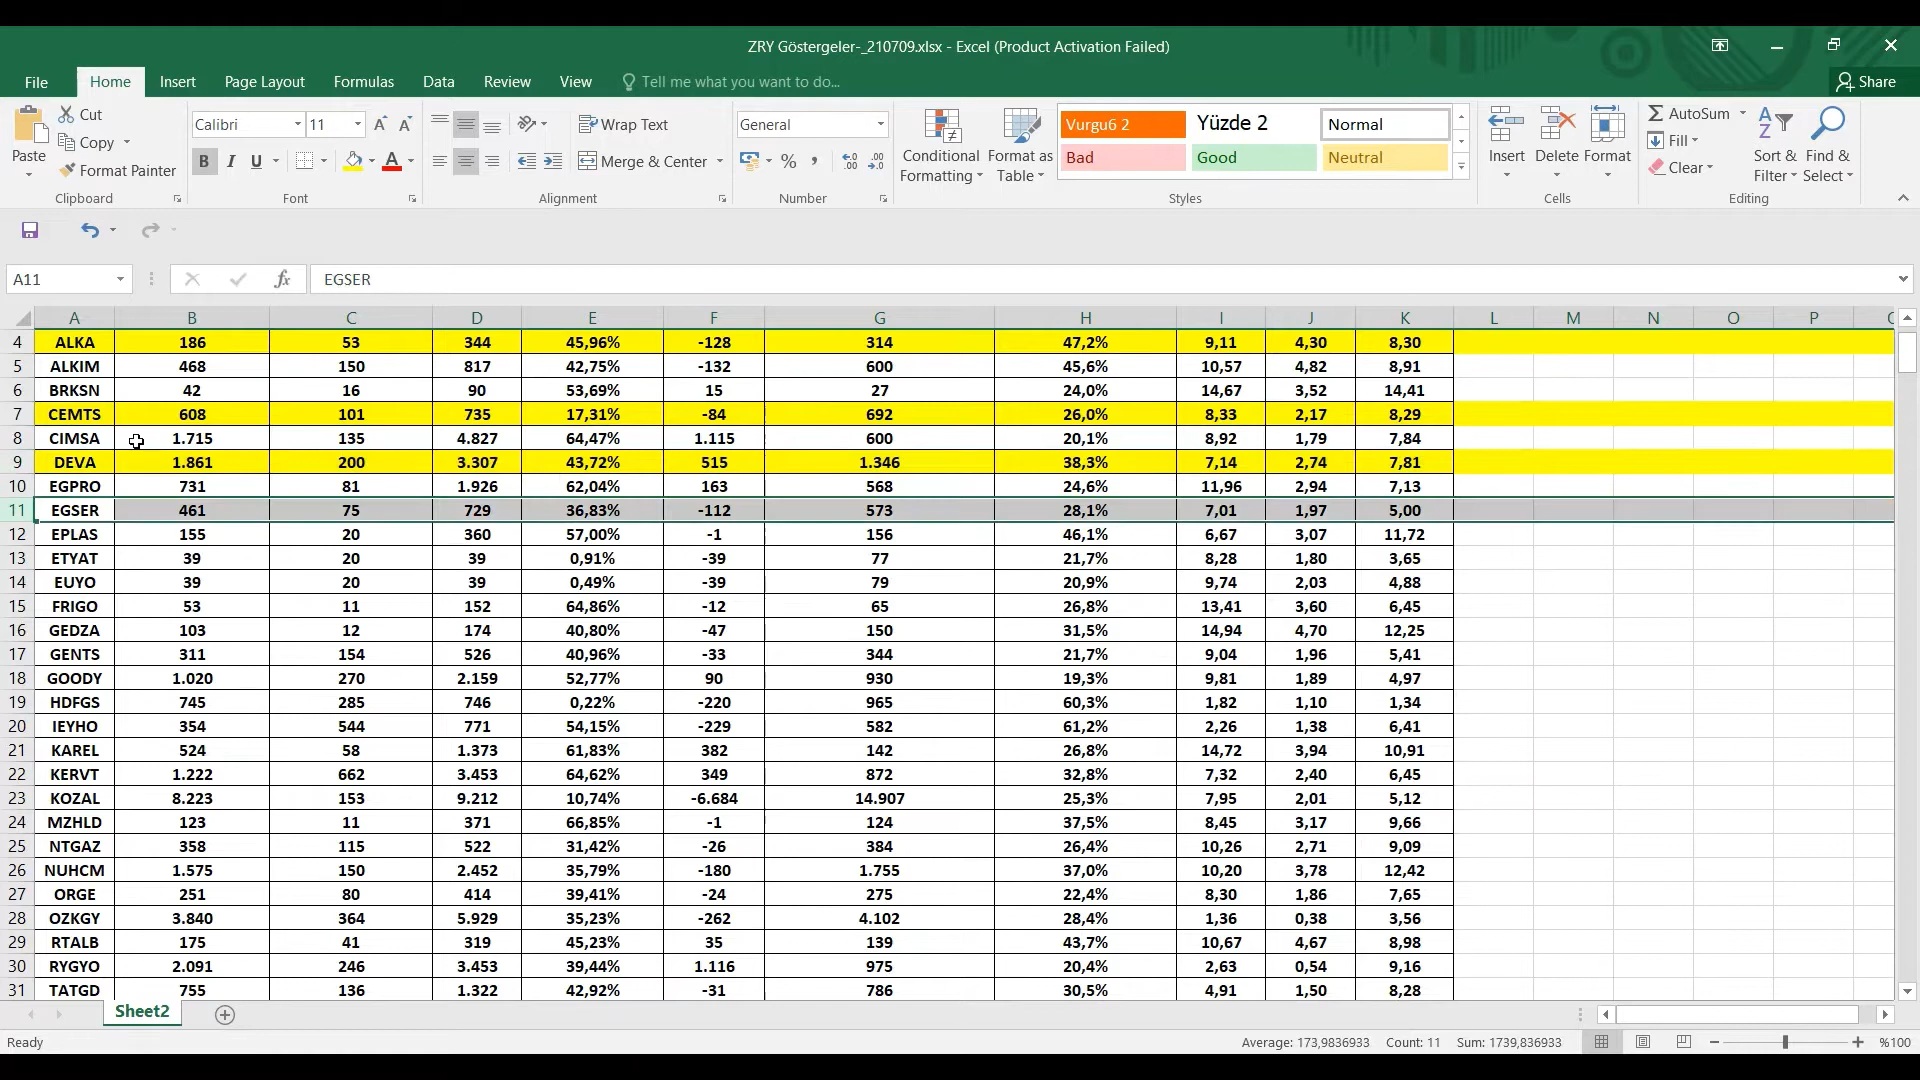 ZRY Göstergeler-_210709.xlsx - Excel (Product Activation Failed)
File Home Insert Page Layout Formulas Data Review View Tell me what you want to do... Share
Paste Cut Copy Format Painter Clipboard
Calibri 11 B I U A Font
Wrap Text Merge & Center Alignment
General % , Number
Conditional Formatting Format as Table
Vurgu6 2 Yüzde 2 Normal
Bad Good Neutral
Styles
Insert Delete Format Cells
AutoSum Fill Clear Sort & Filter Find & Select Editing
A11 fx EGSER
A B C D E F G H I J K L M N O P
4 ALKA 186 53 344 45,96% -128 314 47,2% 9,11 4,30 8,30
5 ALKIM 468 150 817 42,75% -132 600 45,6% 10,57 4,82 8,91
6 BRKSN 42 16 90 53,69% 15 27 24,0% 14,67 3,52 14,41
7 CEMTS 608 101 735 17,31% -84 692 26,0% 8,33 2,17 8,29
8 CIMSA 1.715 135 4.827 64,47% 1.115 600 20,1% 8,92 1,79 7,84
9 DEVA 1.861 200 3.307 43,72% 515 1.346 38,3% 7,14 2,74 7,81
10 EGPRO 731 81 1.926 62,04% 163 568 24,6% 11,96 2,94 7,13
11 EGSER 461 75 729 36,83% -112 573 28,1% 7,01 1,97 5,00
12 EPLAS 155 20 360 57,00% -1 156 46,1% 6,67 3,07 11,72
13 ETYAT 39 20 39 0,91% -39 77 21,7% 8,28 1,80 3,65
14 EUYO 39 20 39 0,49% -39 79 20,9% 9,74 2,03 4,88
15 FRIGO 53 11 152 64,86% -12 65 26,8% 13,41 3,60 6,45
16 GEDZA 103 12 174 40,80% -47 150 31,5% 14,94 4,70 12,25
17 GENTS 311 154 526 40,96% -33 344 21,7% 9,04 1,96 5,41
18 GOODY 1.020 270 2.159 52,77% 90 930 19,3% 9,81 1,89 4,97
19 HDFGS 745 285 746 0,22% -220 965 60,3% 1,82 1,10 1,34
20 IEYHO 354 544 771 54,15% -229 582 61,2% 2,26 1,38 6,41
21 KAREL 524 58 1.373 61,83% 382 142 26,8% 14,72 3,94 10,91
22 KERVT 1.222 662 3.453 64,62% 349 872 32,8% 7,32 2,40 6,45
23 KOZAL 8.223 153 9.212 10,74% -6.684 14.907 25,3% 7,95 2,01 5,12
24 MZHLD 123 11 371 66,85% -1 124 37,5% 8,45 3,17 9,66
25 NTGAZ 358 115 522 31,42% -26 384 26,4% 10,26 2,71 9,09
26 NUHCM 1.575 150 2.452 35,79% -180 1.755 37,0% 10,20 3,78 12,42
27 ORGE 251 80 414 39,41% -24 275 22,4% 8,30 1,86 7,65
28 OZKGY 3.840 364 5.929 35,23% -262 4.102 28,4% 1,36 0,38 3,56
29 RTALB 175 41 319 45,23% 35 139 43,7% 10,67 4,67 8,98
30 RYGYO 2.091 246 3.453 39,44% 1.116 975 20,4% 2,63 0,54 9,16
31 TATGD 755 136 1.322 42,92% -31 786 30,5% 4,91 1,50 8,28
Sheet2
Ready Average: 173,9836933 Count: 11 Sum: 1739,836933 %100